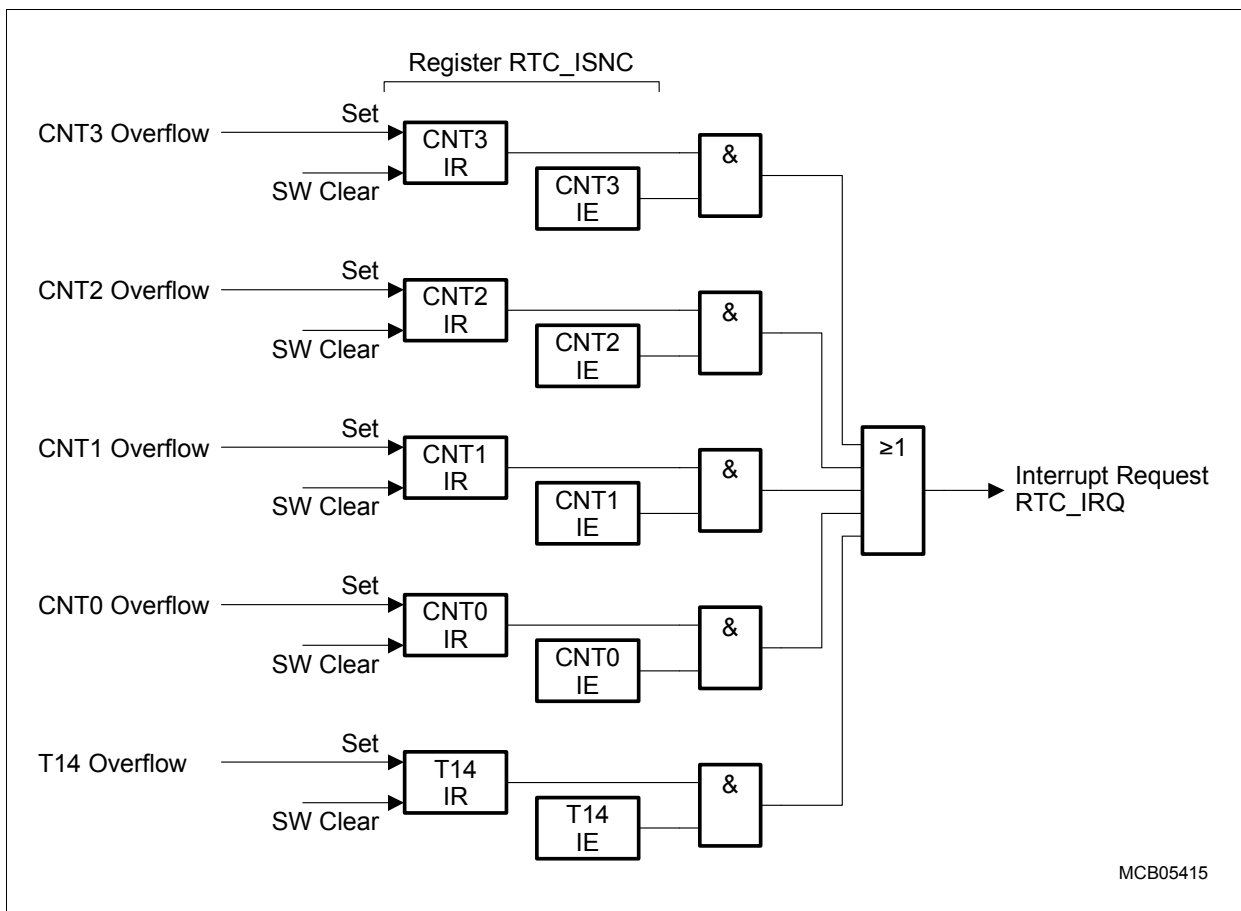 Register RTC_ISNC
CNT3 Overflow
Set
SW Clear
CNT3
IR
CNT3
IE
&
CNT2 Overflow
Set
SW Clear
CNT2
IR
CNT2
IE
&
CNT1 Overflow
Set
SW Clear
CNT1
IR
CNT1
IE
&
≥1
Interrupt Request
RTC_IRQ
CNT0 Overflow
Set
SW Clear
CNT0
IR
CNT0
IE
&
T14 Overflow
Set
SW Clear
T14
IR
T14
IE
&
MCB05415